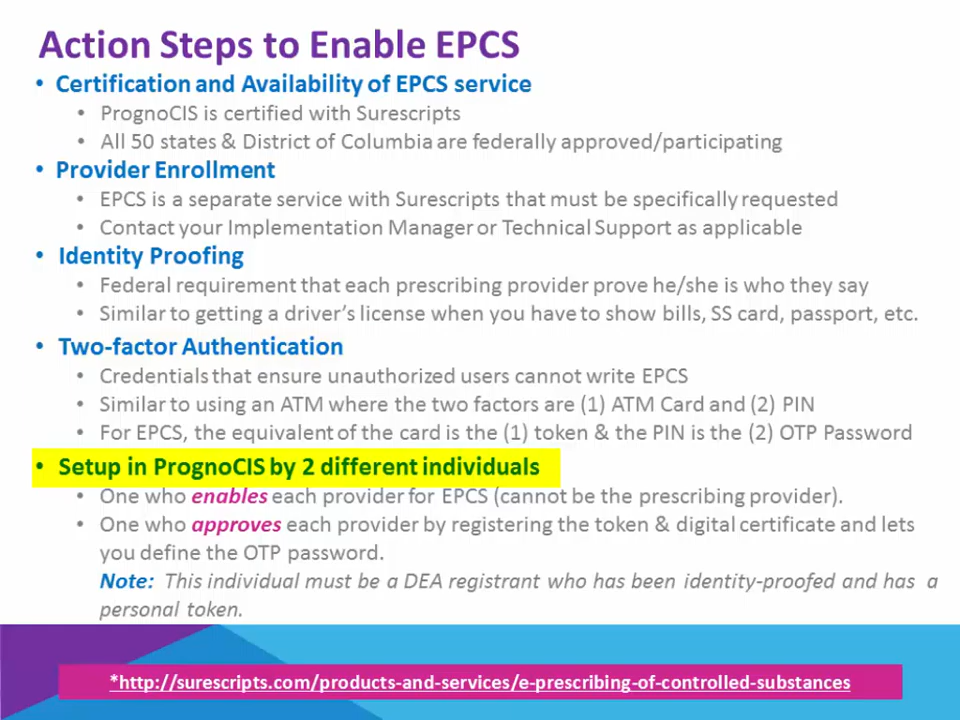 Action Steps to Enable EPCS
• Certification and Availability of EPCS service
• PrognoCIS is certified with Surescripts
• All 50 states & District of Columbia are federally approved/participating
• Provider Enrollment
• EPCS is a separate service with Surescripts that must be specifically requested
• Contact your Implementation Manager or Technical Support as applicable
• Identity Proofing
• Federal requirement that each prescribing provider prove he/she is who they say
• Similar to getting a driver's license when you have to show bills, SS card, passport, etc.
• Two-factor Authentication
• Credentials that ensure unauthorized users cannot write EPCS
• Similar to using an ATM where the two factors are (1) ATM Card and (2) PIN
• For EPCS, the equivalent of the card is the (1) token & the PIN is the (2) OTP Password
• Setup in PrognoCIS by 2 different individuals
• One who enables each provider for EPCS (cannot be the prescribing provider).
• One who approves each provider by registering the token & digital certificate and lets
you define the OTP password.
Note: This individual must be a DEA registrant who has been identity-proofed and has a
personal token.
*http://surescripts.com/products-and-services/e-prescribing-of-controlled-substances